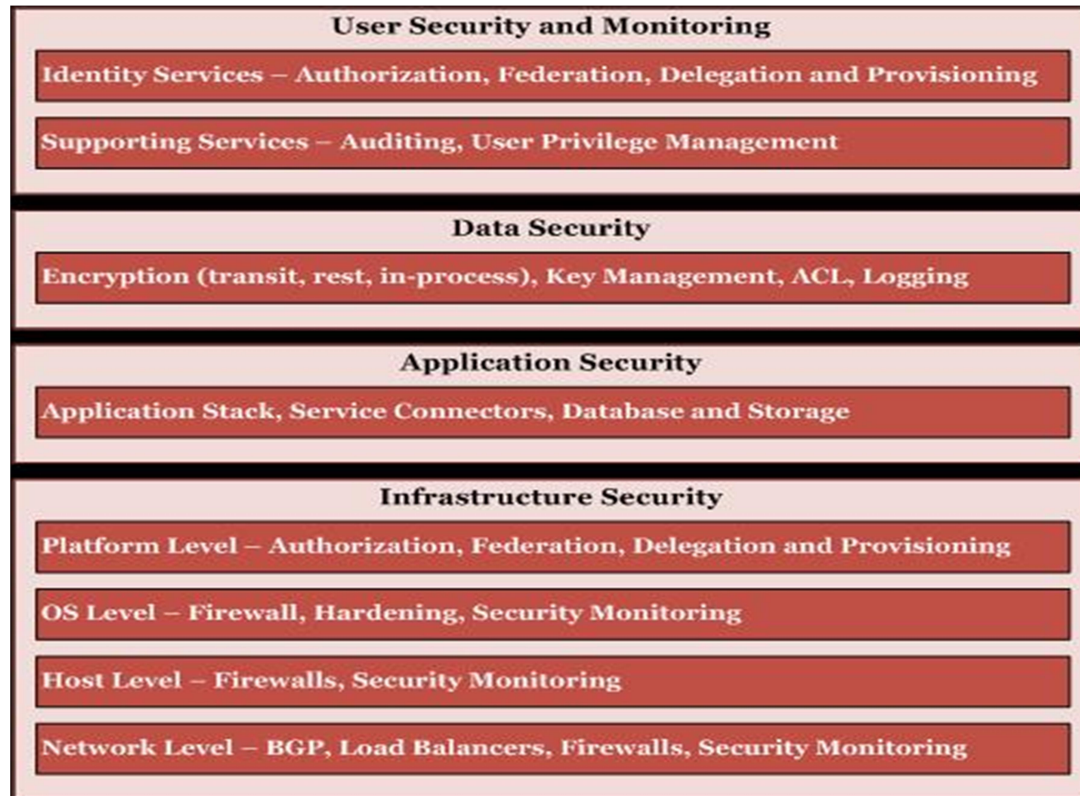 User Security and Monitoring
Identity Services – Authorization, Federation, Delegation and Provisioning
Supporting Services – Auditing, User Privilege Management
Data Security
Encryption (transit, rest, in-process), Key Management, ACL, Logging
Application Security
Application Stack, Service Connectors, Database and Storage
Infrastructure Security
Platform Level – Authorization, Federation, Delegation and Provisioning
OS Level – Firewall, Hardening, Security Monitoring
Host Level – Firewalls, Security Monitoring
Network Level – BGP, Load Balancers, Firewalls, Security Monitoring